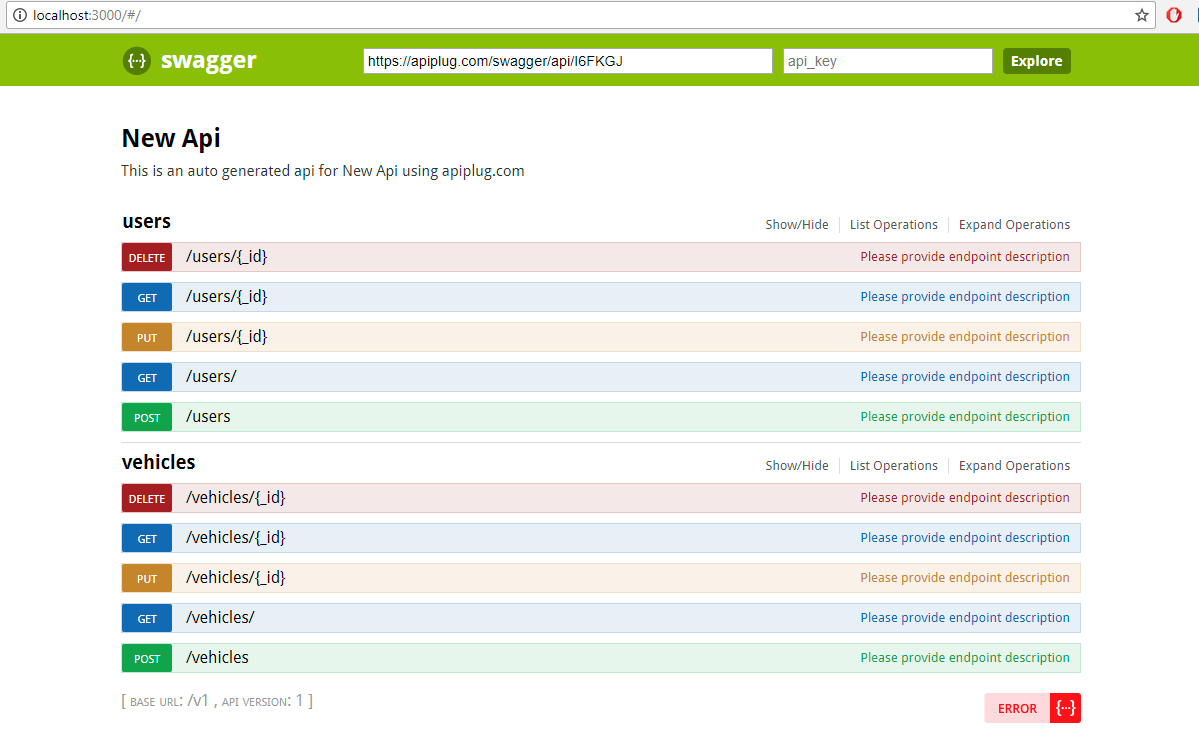 localhost:3000/#/
{··} swagger https://apiplug.com/swagger/api/I6FKGJ api_key Explore
New Api
This is an auto generated api for New Api using apiplug.com
users Show/Hide List Operations Expand Operations
DELETE /users/{_id} Please provide endpoint description
GET /users/{_id} Please provide endpoint description
PUT /users/{_id} Please provide endpoint description
GET /users/ Please provide endpoint description
POST /users Please provide endpoint description
vehicles Show/Hide List Operations Expand Operations
DELETE /vehicles/{_id} Please provide endpoint description
GET /vehicles/{_id} Please provide endpoint description
PUT /vehicles/{_id} Please provide endpoint description
GET /vehicles/ Please provide endpoint description
POST /vehicles Please provide endpoint description
[ BASE URL: /v1 , API VERSION: 1 ] ERROR {···}